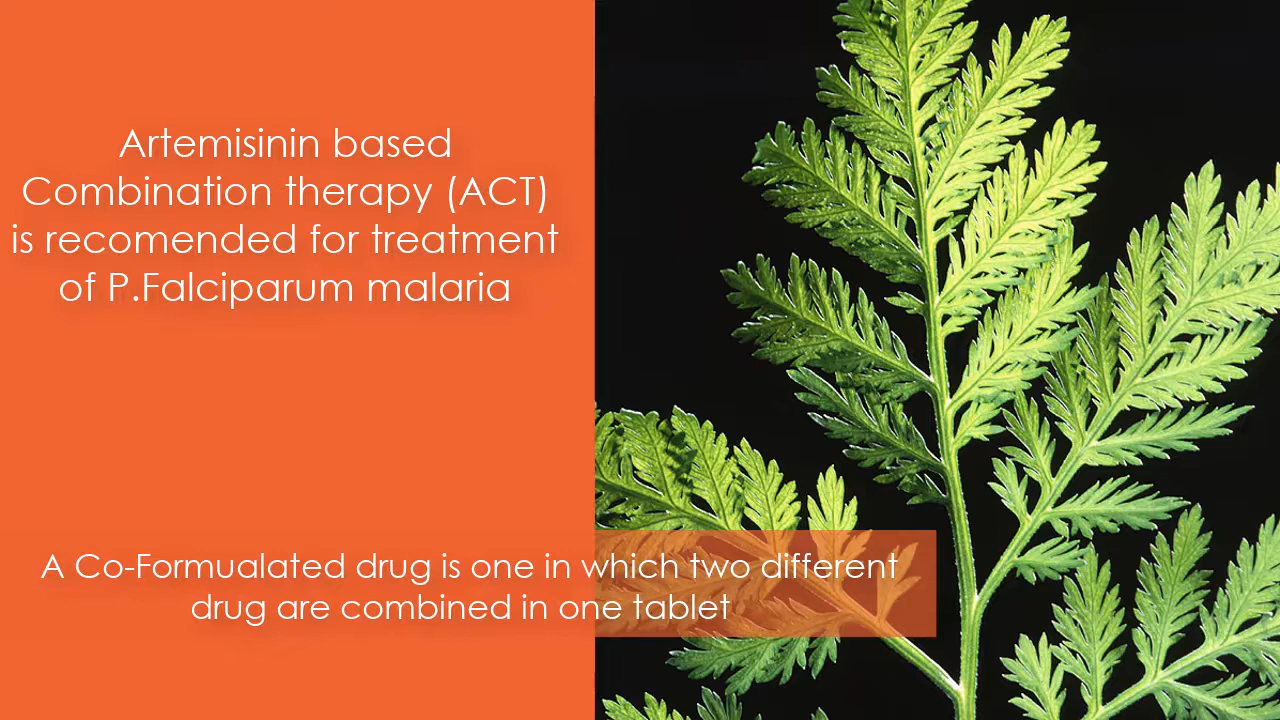 Artemisinin based
Combination therapy (ACT)
is recomended for treatment
of P.Falciparum malaria
A Co-Formualated drug is one in which two different
drug are combined in one tablet